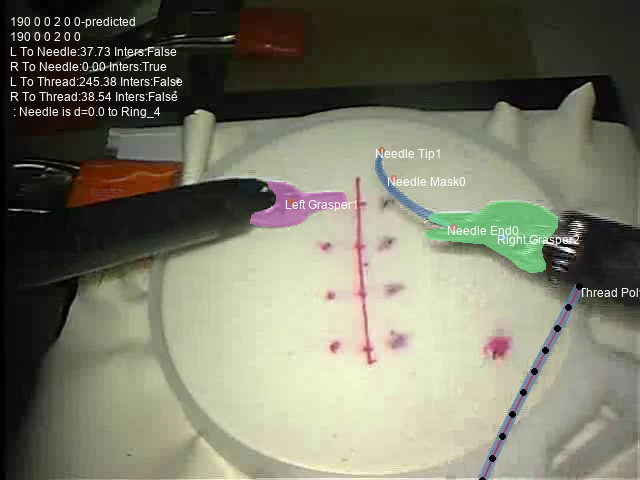 190 0 0 2 0 0-predicted
190 0 0 2 0 0
L To Needle:37.73 Inters:False
R To Needle:0.00 Inters:True
L To Thread:245.38 Inters:False
R To Thread:38.54 Inters:False
: Needle is d=0.0 to Ring_4
Needle Tip1
Needle Mask0
Left Grasper1
Needle End0
Right Grasper2
Thread Pol